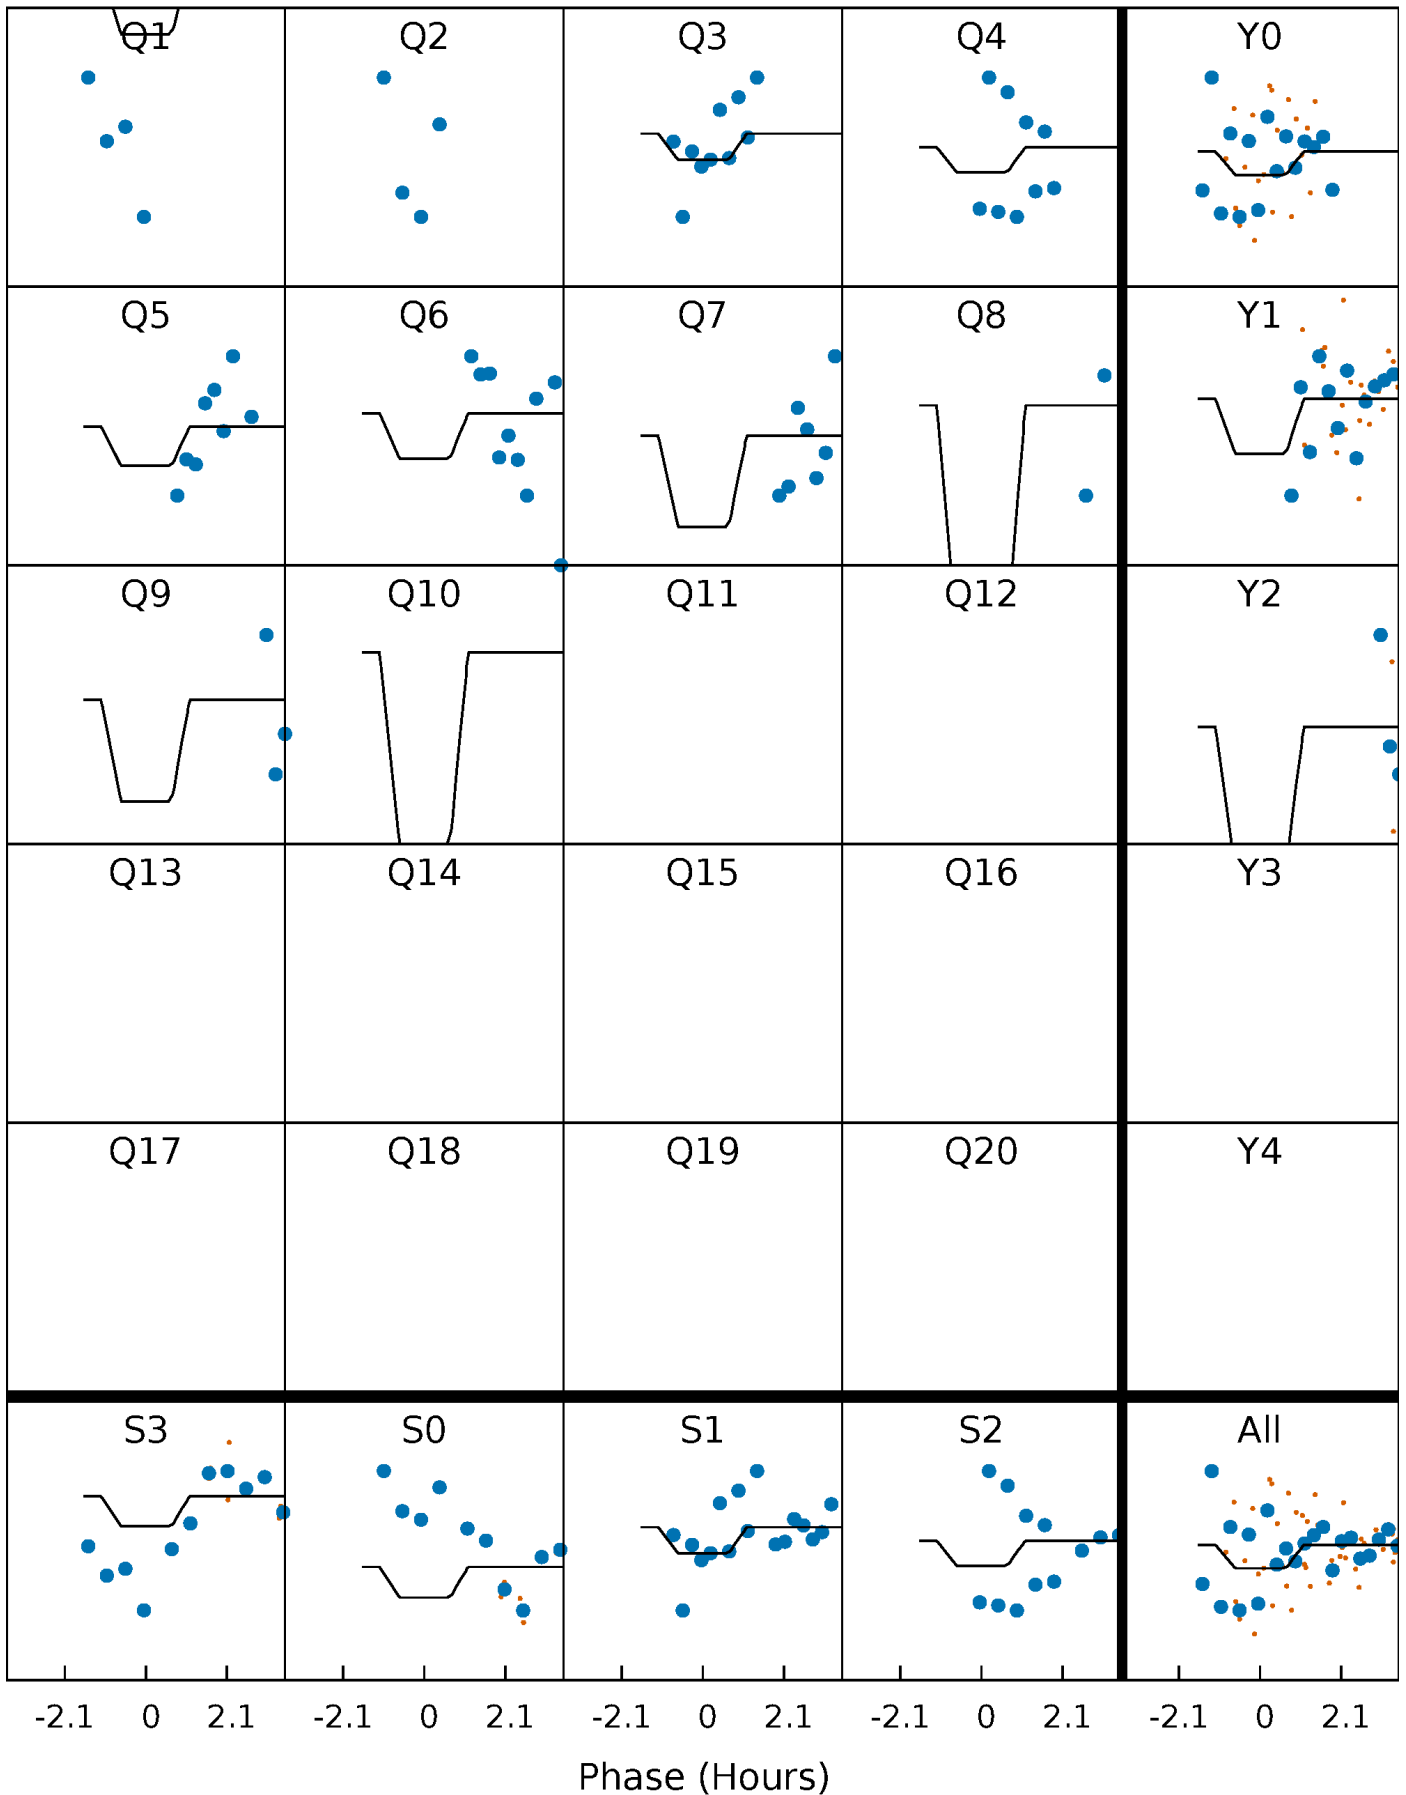 Q1 Q2 Q3 Q4 Y0
Q5 Q6 Q7 Q8 Y1
Q9 Q10 Q11 Q12 Y2
Q13 Q14 Q15 Q16 Y3
Q17 Q18 Q19 Q20 Y4
S3 S0 S1 S2 All
-2.1 0 2.1 -2.1 0 2.1 -2.1 0 2.1 -2.1 0 2.1 -2.1 0 2.1
Phase (Hours)